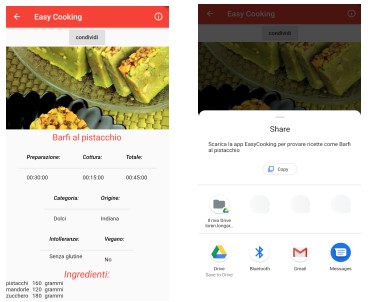 Easy Cooking
condividi
Barfi al pistacchio
Preparazione: Cottura: Totale:
00:30:00 00:15:00 00:45:00
Categoria: Origine:
Dolci Indiana
Intolleranze: Vegano:
Senza glutine No
Ingredienti:
pistacchi 160 grammi
mandorle 120 grammi
zucchero 180 grammi
Easy Cooking
condividi
Share
Scarica la app EasyCooking per provare ricette come Barfi
al pistacchio
Copy
Il mio Drive
Drive Bluetooth Gmail Messages
Save to Drive